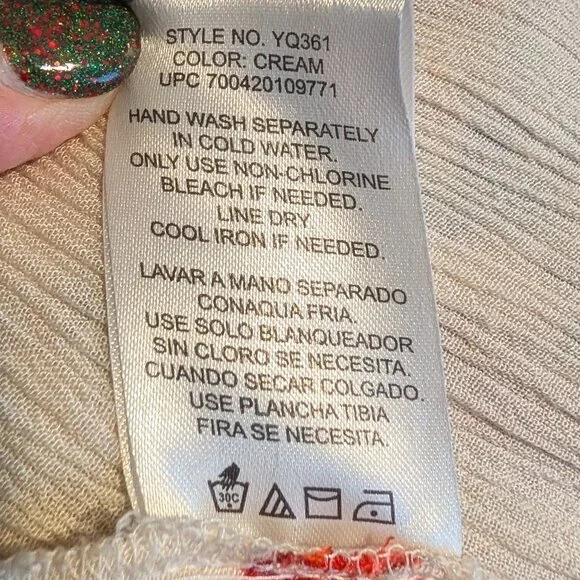 STYLE NO. YQ361
COLOR: CREAM
UPC 700420109771
HAND WASH SEPARATELY
IN COLD WATER.
ONLY USE NON-CHLORINE
BLEACH IF NEEDED.
LINE DRY
COOL IRON IF NEEDED.
LAVAR A MANO SEPARADO
CONAQUA FRIA.
USE SOLO BLANQUEADOR
SIN CLORO SE NECESITA.
CUANDO SECAR COLGADO.
USE PLANCHA TIBIA
FIRA SE NECESITA.
30C